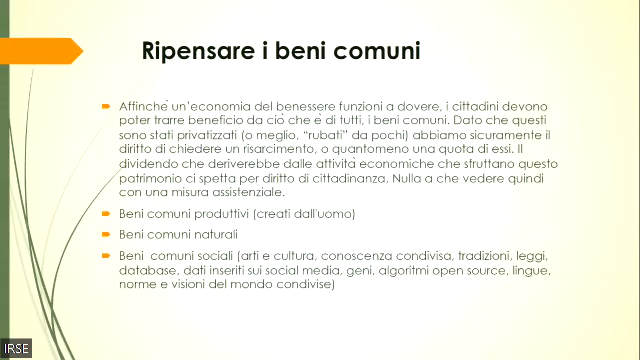 Ripensare i beni comuni
Affinché un'economia del benessere funzioni a dovere, i cittadini devono
poter trarre beneficio da ciò che è di tutti, i beni comuni. Dato che questi
sono stati privatizzati (o meglio, "rubati" da pochi) abbiamo sicuramente il
diritto di chiedere un risarcimento, o quantomeno una quota di essi. Il
dividendo che deriverebbe dalle attività economiche che sfruttano questo
patrimonio ci spetta per diritto di cittadinanza. Nulla a che vedere quindi
con una misura assistenziale.
Beni comuni produttivi (creati dall'uomo)
Beni comuni naturali
Beni comuni sociali (arti e cultura, conoscenza condivisa, tradizioni, leggi,
database, dati inseriti sui social media, geni, algoritmi open source, lingue,
norme e visioni del mondo condivise)
IRSE